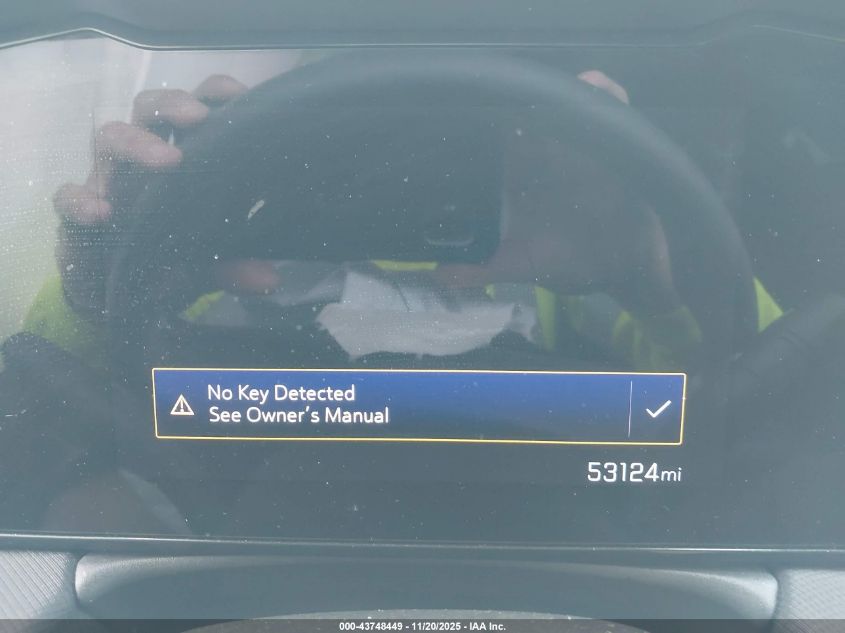 No Key Detected
See Owner's Manual
53124mi
000-43748449 - 11/20/2025 - IAA Inc.